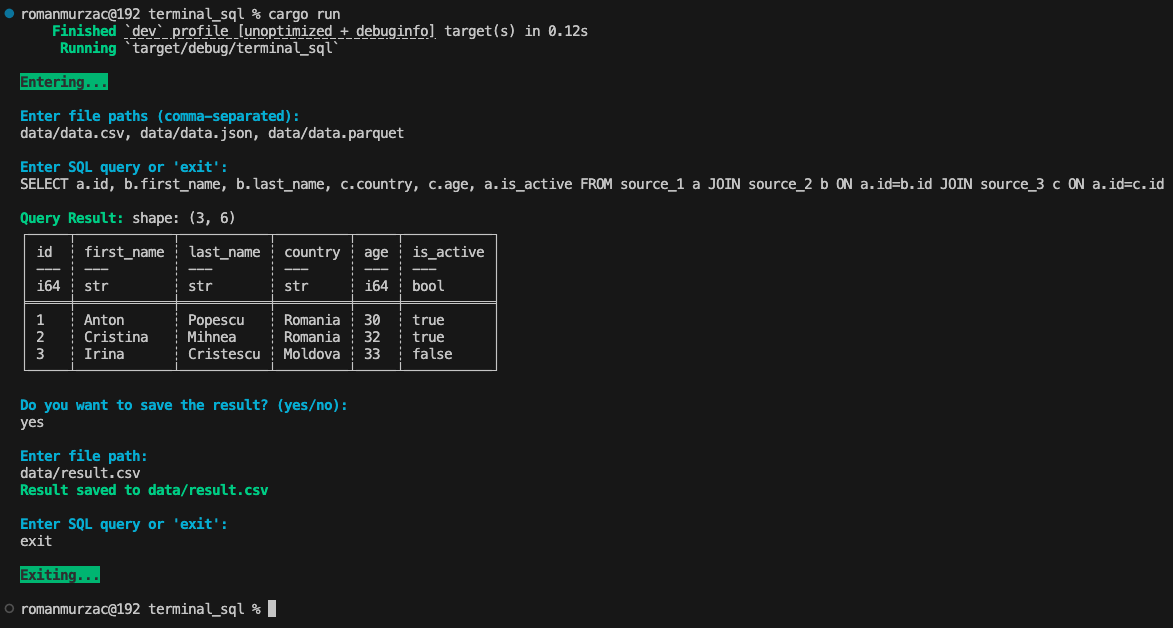 romanmurzac@192 terminal_sql % cargo run
Finished `dev` profile [unoptimized + debuginfo] target(s) in 0.12s
Running `target/debug/terminal_sql`
Entering...
Enter file paths (comma-separated):
data/data.csv, data/data.json, data/data.parquet
Enter SQL query or 'exit':
SELECT a.id, b.first_name, b.last_name, c.country, c.age, a.is_active FROM source_1 a JOIN source_2 b ON a.id=b.id JOIN source_3 c ON a.id=c.id
Query Result: shape: (3, 6)
id first_name last_name country age is_active
--- --- --- --- --- ---
i64 str str str i64 bool
1 Anton Popescu Romania 30 true
2 Cristina Mihnea Romania 32 true
3 Irina Cristescu Moldova 33 false
Do you want to save the result? (yes/no):
yes
Enter file path:
data/result.csv
Result saved to data/result.csv
Enter SQL query or 'exit':
exit
Exiting...
romanmurzac@192 terminal_sql %